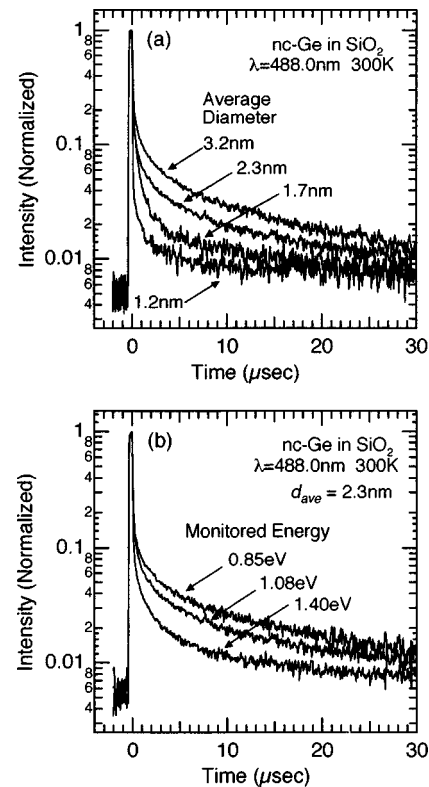 (a)
nc-Ge in SiO₂
λ=488.0nm 300K
Average
Diameter
3.2nm
2.3nm
1.7nm
1.2nm
1
8
6
4
2
0.1
8
6
4
2
0.01
8
6
4
Intensity (Normalized)
0
10
20
30
Time (μsec)
(b)
nc-Ge in SiO₂
λ=488.0nm 300K
dave = 2.3nm
Monitored Energy
0.85eV
1.08eV
1.40eV
1
8
6
4
2
0.1
8
6
4
2
0.01
8
6
4
Intensity (Normalized)
0
10
20
30
Time (μsec)